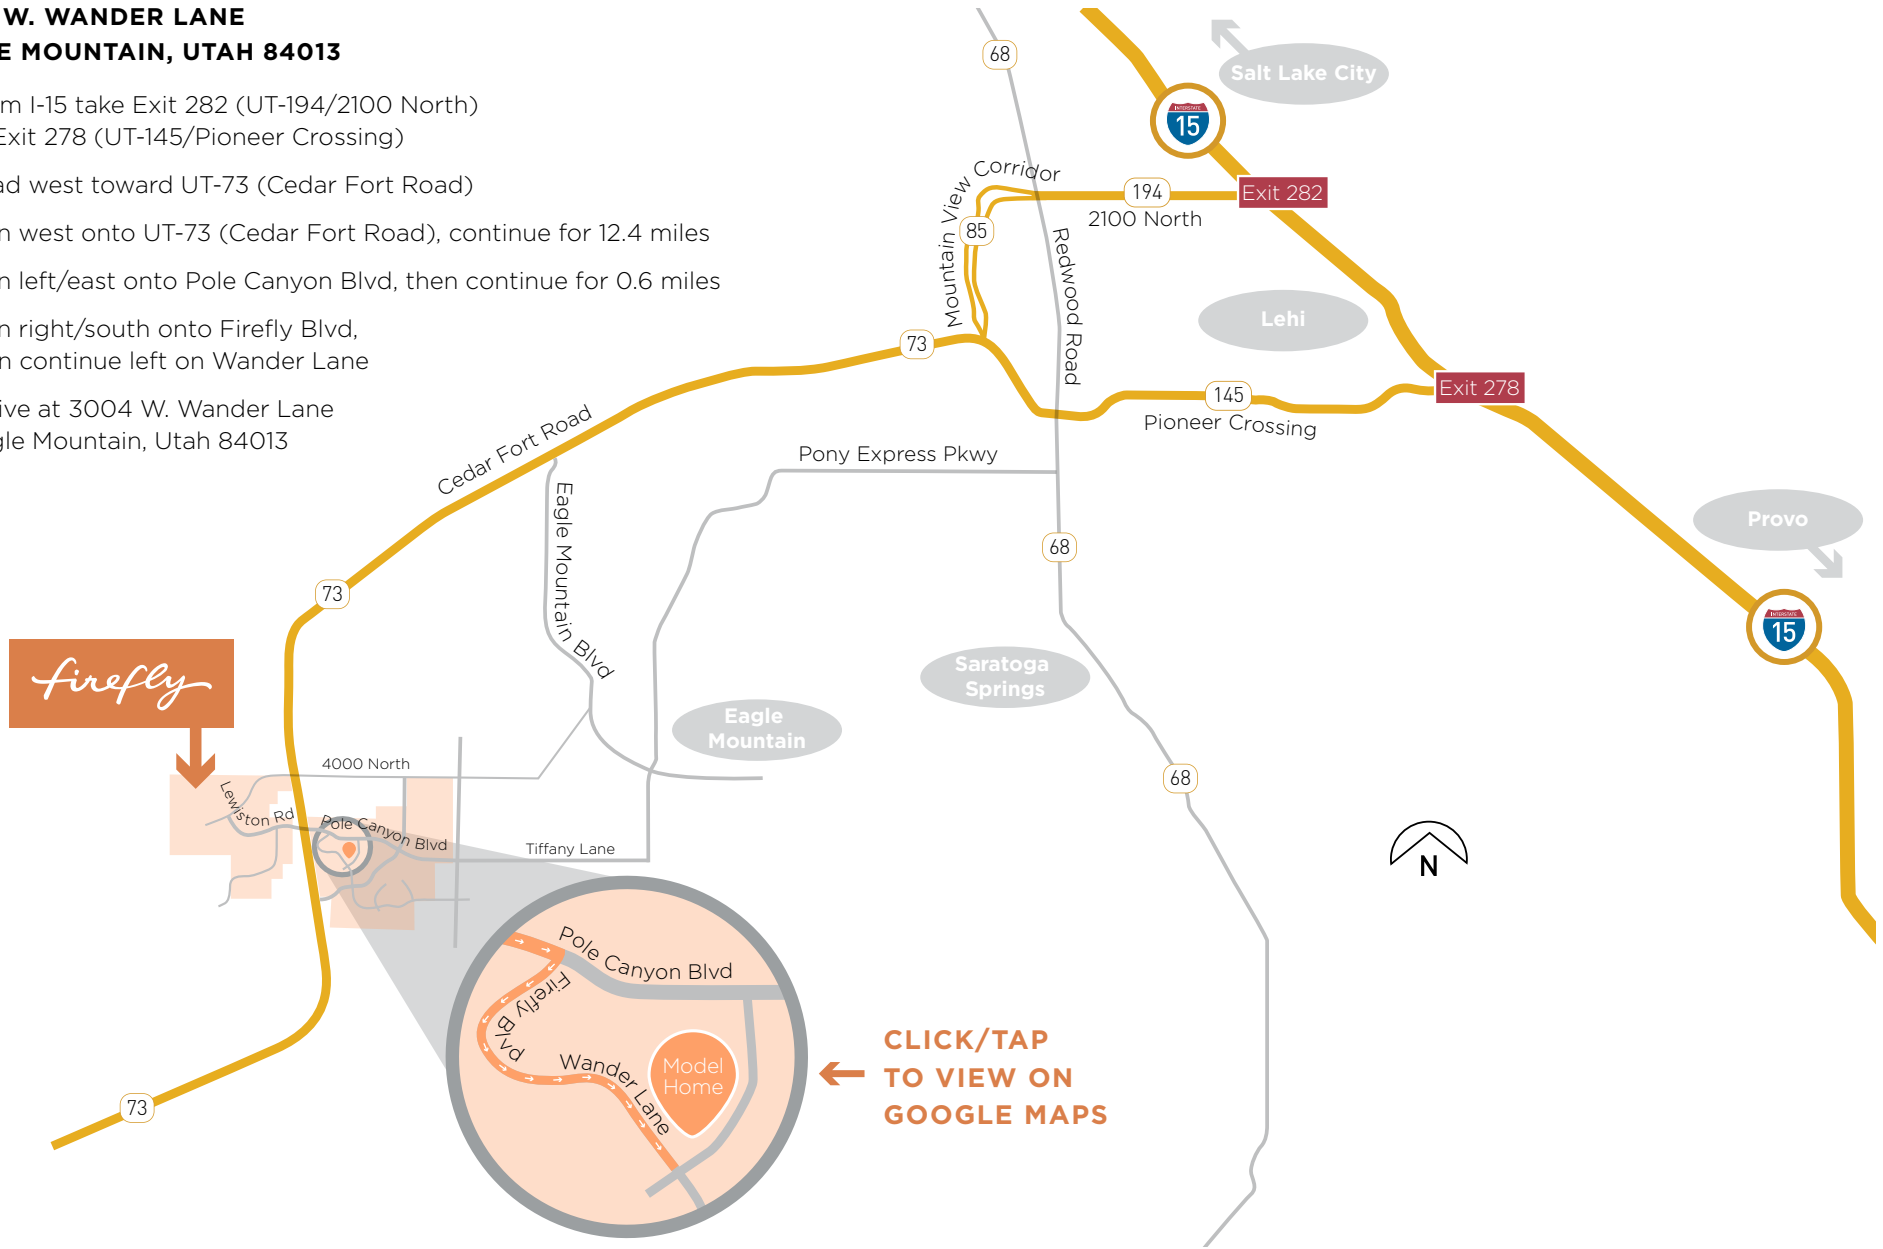 W. WANDER LANE
E MOUNTAIN, UTAH 84013
m I-15 take Exit 282 (UT-194/2100 North)
Exit 278 (UT-145/Pioneer Crossing)
ad west toward UT-73 (Cedar Fort Road)
n west onto UT-73 (Cedar Fort Road), continue for 12.4 miles
n left/east onto Pole Canyon Blvd, then continue for 0.6 miles
n right/south onto Firefly Blvd,
n continue left on Wander Lane
ive at 3004 W. Wander Lane
gle Mountain, Utah 84013
68
Salt Lake City
INTERSTATE
15
Mountain View Corridor
194
Exit 282
2100 North
85
Redwood Road
Lehi
73
Exit 278
145
Pioneer Crossing
Cedar Fort Road
Pony Express Pkwy
Eagle Mountain Blvd
Provo
68
73
INTERSTATE
15
firefly
Saratoga
Springs
Eagle
Mountain
4000 North
68
Lewiston Rd
Pole Canyon Blvd
Tiffany Lane
N
Pole Canyon Blvd
Firefly Blvd
Wander Lane
Model
Home
CLICK/TAP
TO VIEW ON
GOOGLE MAPS
73